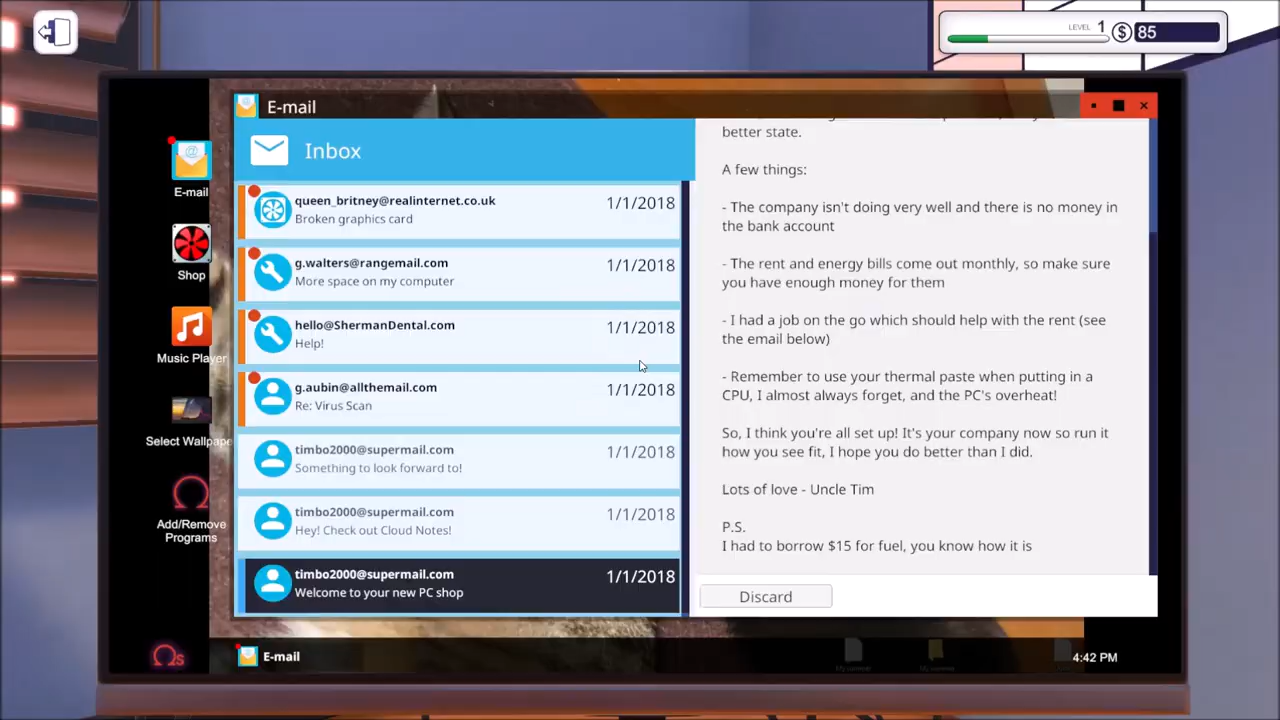 LEVEL 1
$ 85
E-mail
Inbox
queen_britney@realinternet.co.uk 1/1/2018
Broken graphics card
g.walters@rangemail.com 1/1/2018
More space on my computer
hello@ShermanDental.com 1/1/2018
Help!
g.aubin@allthemail.com 1/1/2018
Re: Virus Scan
timbo2000@supermail.com 1/1/2018
Something to look forward to!
timbo2000@supermail.com 1/1/2018
Hey! Check out Cloud Notes!
timbo2000@supermail.com 1/1/2018
Welcome to your new PC shop
better state.
A few things:
- The company isn't doing very well and there is no money in
the bank account
- The rent and energy bills come out monthly, so make sure
you have enough money for them
- I had a job on the go which should help with the rent (see
the email below)
- Remember to use your thermal paste when putting in a
CPU, I almost always forget, and the PC's overheat!
So, I think you're all set up! It's your company now so run it
how you see fit, I hope you do better than I did.
Lots of love - Uncle Tim
P.S.
I had to borrow $15 for fuel, you know how it is
Discard
E-mail
Shop
Music Player
Select Wallpape
Add/Remove
Programs
Ωs
E-mail
4:42 PM